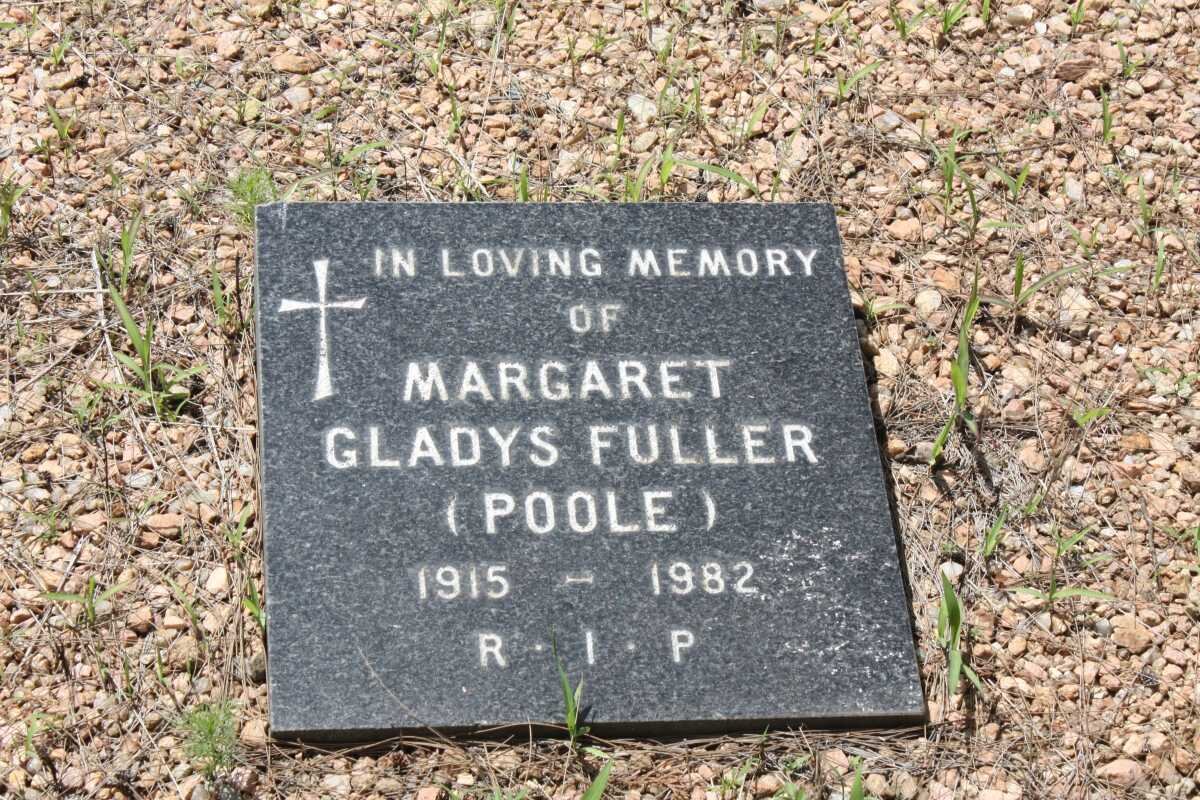 IN LOVING MEMORY
OF
MARGARET
GLADYS FULLER
(POOLE)
1915 - 1982
R · I · P